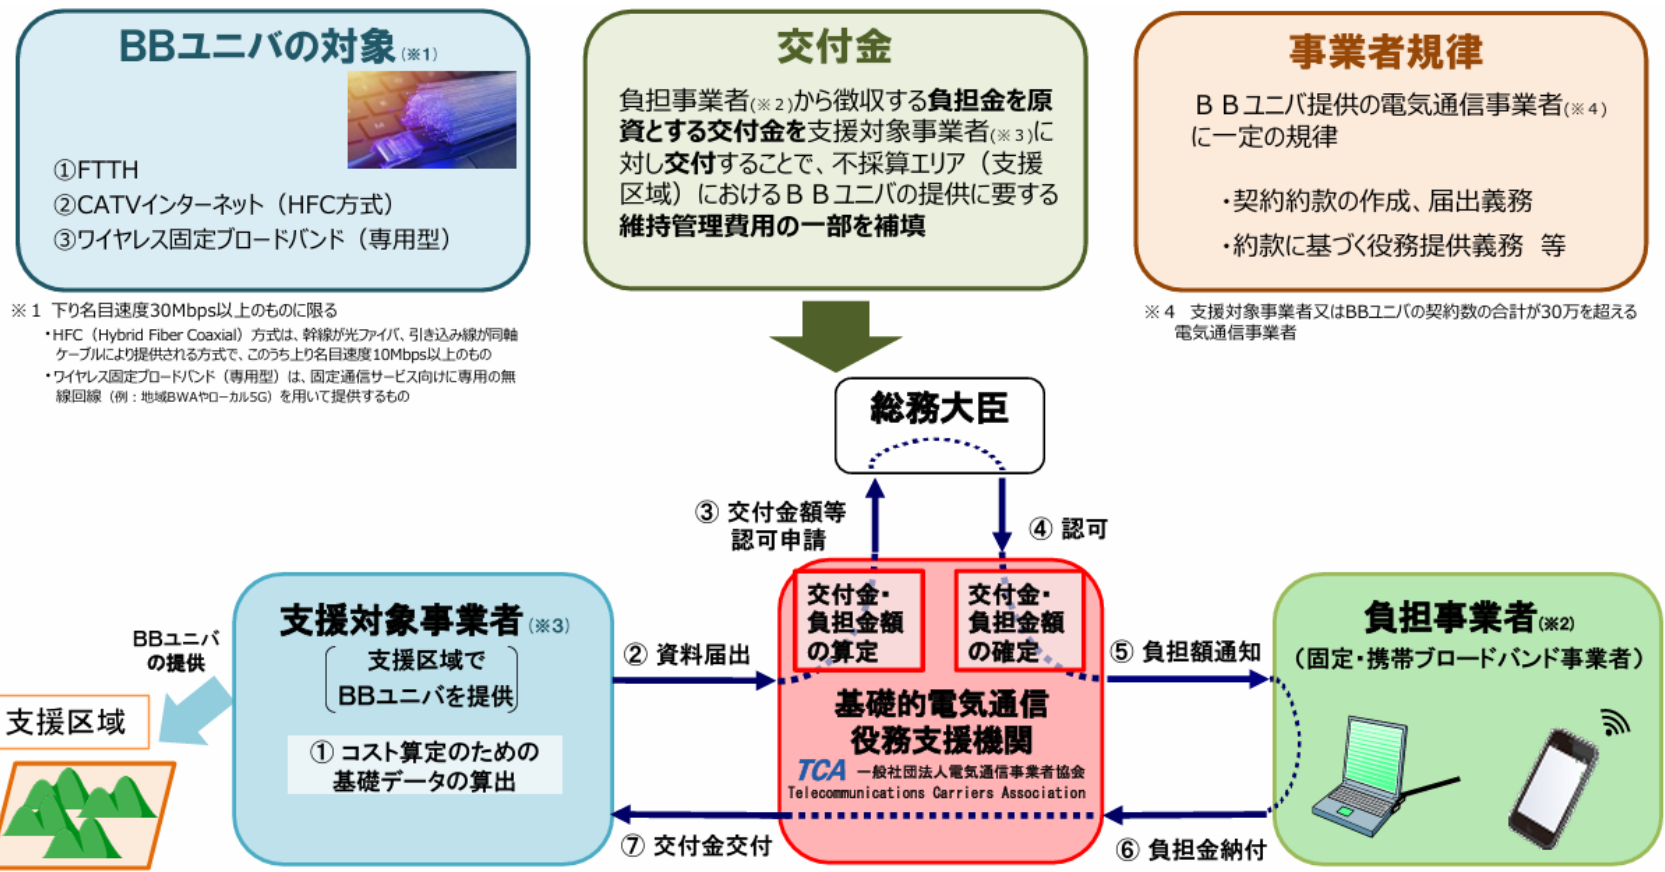 BBユニバの対象(※1)
①FTTH
②CATVインターネット（HFC方式）
③ワイヤレス固定ブロードバンド（専用型）
※１ 下り名目速度30Mbps以上のものに限る
・HFC（Hybrid Fiber Coaxial）方式は、幹線が光ファイバ、引き込み線が同軸
ケーブルにより提供される方式で、このうち上り名目速度10Mbps以上のもの
・ワイヤレス固定ブロードバンド（専用型）は、固定通信サービス向けに専用の無
線回線（例：地域BWAやローカル5G）を用いて提供するもの
交付金
負担事業者(※２)から徴収する負担金を原
資とする交付金を支援対象事業者(※３)に
対し交付することで、不採算エリア（支援
区域）におけるＢＢユニバの提供に要する
維持管理費用の一部を補填
事業者規律
ＢＢユニバ提供の電気通信事業者(※４)
に一定の規律
・契約約款の作成、届出義務
・約款に基づく役務提供義務 等
※４ 支援対象事業者又はBBユニバの契約数の合計が30万を超える
電気通信事業者
総務大臣
③ 交付金額等
認可申請
④ 認可
BBユニバ
の提供
支援区域
支援対象事業者(※3)
支援区域で
BBユニバを提供
① コスト算定のための
基礎データの算出
② 資料届出
交付金・
負担金額
の算定
交付金・
負担金額
の確定
基礎的電気通信
役務支援機関
TCA 一般社団法人電気通信事業者協会
Telecommunications Carriers Association
⑤ 負担額通知
負担事業者(※2)
（固定・携帯ブロードバンド事業者）
⑥ 負担金納付
⑦ 交付金交付